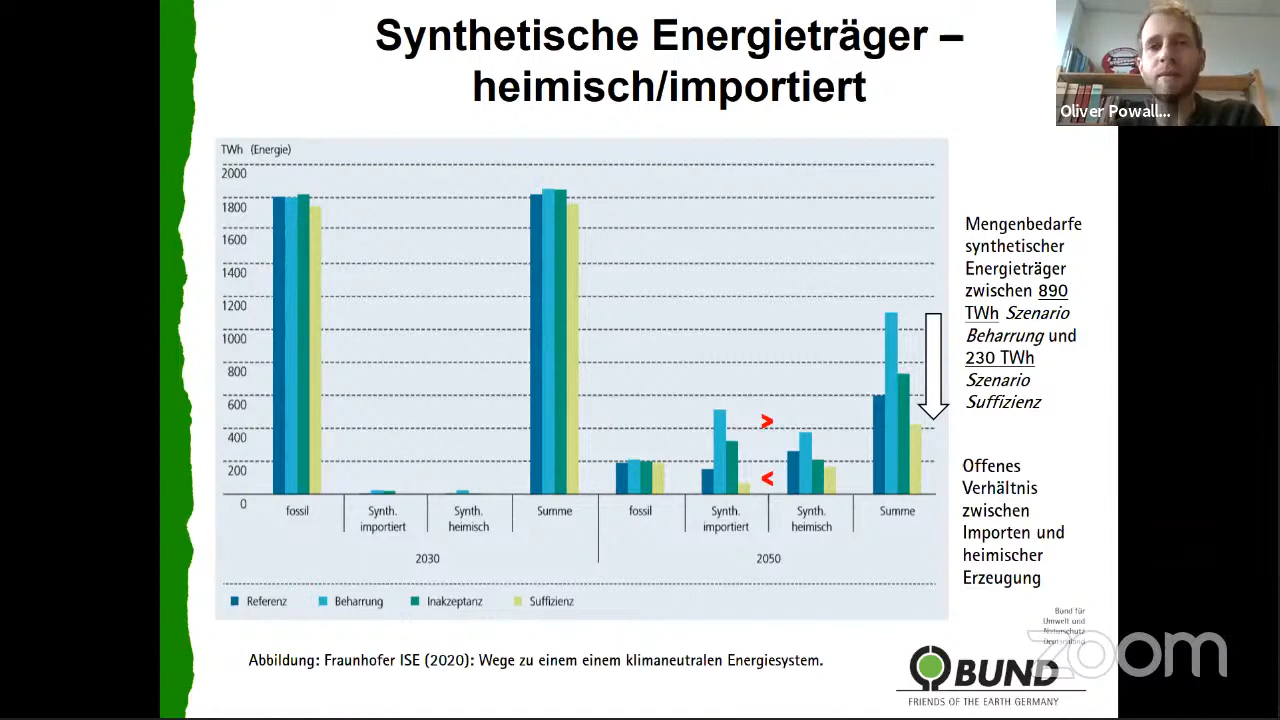 Synthetische Energieträger –
heimisch/importiert
Oliver Powall...
TWh (Energie)
2000
1800
1600
1400
1200
1000
800
600
400
200
0
>
<
fossil
Synth.
importiert
Synth.
heimisch
Summe
fossil
Synth.
importiert
Synth.
heimisch
Summe
2030
2050
Referenz
Beharrung
Inakzeptanz
Suffizienz
Mengenbedarfe
synthetischer
Energieträger
zwischen 890
TWh Szenario
Beharrung und
230 TWh
Szenario
Suffizienz
Offenes
Verhältnis
zwischen
Importen und
heimischer
Erzeugung
Abbildung: Fraunhofer ISE (2020): Wege zu einem einem klimaneutralen Energiesystem.
Bund für
Umwelt und
Naturschutz
Deutschland
BUND
FRIENDS OF THE EARTH GERMANY
zoom